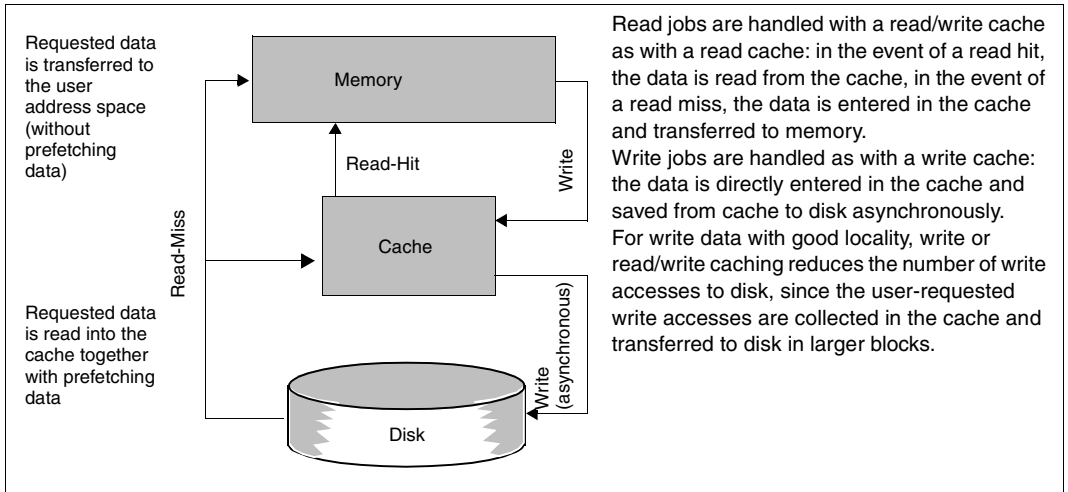 Requested data
is transferred to
the user
address space
(without
prefetching
data)
Memory
Read-Hit
Write
Cache
Read-Miss
Requested data
is read into the
cache together
with prefetching
data
Write
(asynchronous)
Disk
Read jobs are handled with a read/write cache
as with a read cache: in the event of a read hit,
the data is read from the cache, in the event of
a read miss, the data is entered in the cache
and transferred to memory.
Write jobs are handled as with a write cache:
the data is directly entered in the cache and
saved from cache to disk asynchronously.
For write data with good locality, write or
read/write caching reduces the number of write
accesses to disk, since the user-requested
write accesses are collected in the cache and
transferred to disk in larger blocks.